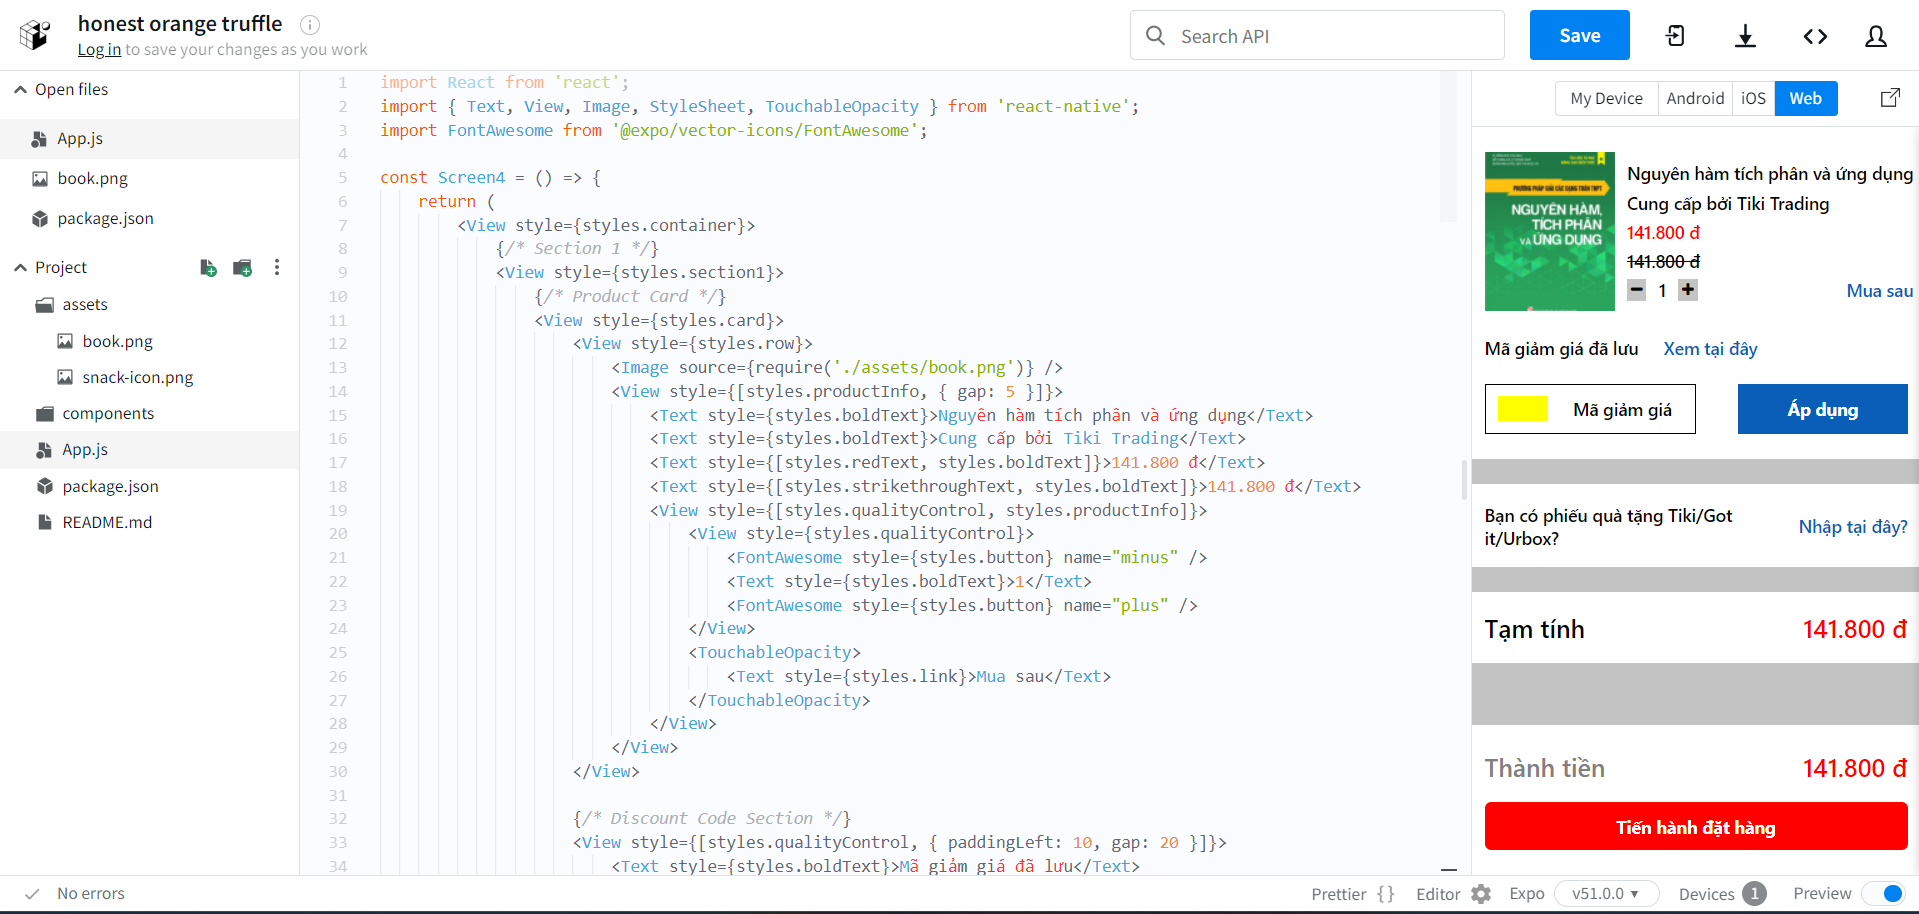 honest orange truffle
Log in to save your changes as you work
Search API
Save
Open files
App.js
book.png
package.json
Project
assets
book.png
snack-icon.png
components
App.js
package.json
README.md
1 import React from 'react';
2 import { Text, View, Image, StyleSheet, TouchableOpacity } from 'react-native';
3 import FontAwesome from '@expo/vector-icons/FontAwesome';
4
5 const Screen4 = () => {
6 return (
7 <View style={styles.container}>
8 {/* Section 1 */}
9 <View style={styles.section1}>
10 {/* Product Card */}
11 <View style={styles.card}>
12 <View style={styles.row}>
13 <Image source={require('./assets/book.png')} />
14 <View style={[styles.productInfo, { gap: 5 }]}>
15 <Text style={styles.boldText}>Nguyên hàm tích phân và ứng dụng</Text>
16 <Text style={styles.boldText}>Cung cấp bởi Tiki Trading</Text>
17 <Text style={[styles.redText, styles.boldText]}>141.800 đ</Text>
18 <Text style={[styles.strikethroughText, styles.boldText]}>141.800 đ</Text>
19 <View style={[styles.qualityControl, styles.productInfo]}>
20 <View style={styles.qualityControl}>
21 <FontAwesome style={styles.button} name="minus" />
22 <Text style={styles.boldText}>1</Text>
23 <FontAwesome style={styles.button} name="plus" />
24 </View>
25 <TouchableOpacity>
26 <Text style={styles.link}>Mua sau</Text>
27 </TouchableOpacity>
28 </View>
29 </View>
30 </View>
31
32 {/* Discount Code Section */}
33 <View style={[styles.qualityControl, { paddingLeft: 10, gap: 20 }]}>
34 <Text style={styles.boldText}>Mã giảm giá đã lưu</Text>
My Device Android iOS Web
PHƯƠNG PHÁP GIẢI CÁC DẠNG TOÁN THPT
NGUYÊN HÀM,
TÍCH PHÂN
VÀ ỨNG DỤNG
Nguyên hàm tích phân và ứng dụng
Cung cấp bởi Tiki Trading
141.800 đ
141.800 đ
1 Mua sau
Mã giảm giá đã lưu Xem tại đây
Mã giảm giá Áp dụng
Bạn có phiếu quà tặng Tiki/Got
it/Urbox?
Nhập tại đây?
Tạm tính 141.800 đ
Thành tiền 141.800 đ
Tiến hành đặt hàng
No errors
Prettier {} Editor Expo v51.0.0 ▾ Devices 1 Preview